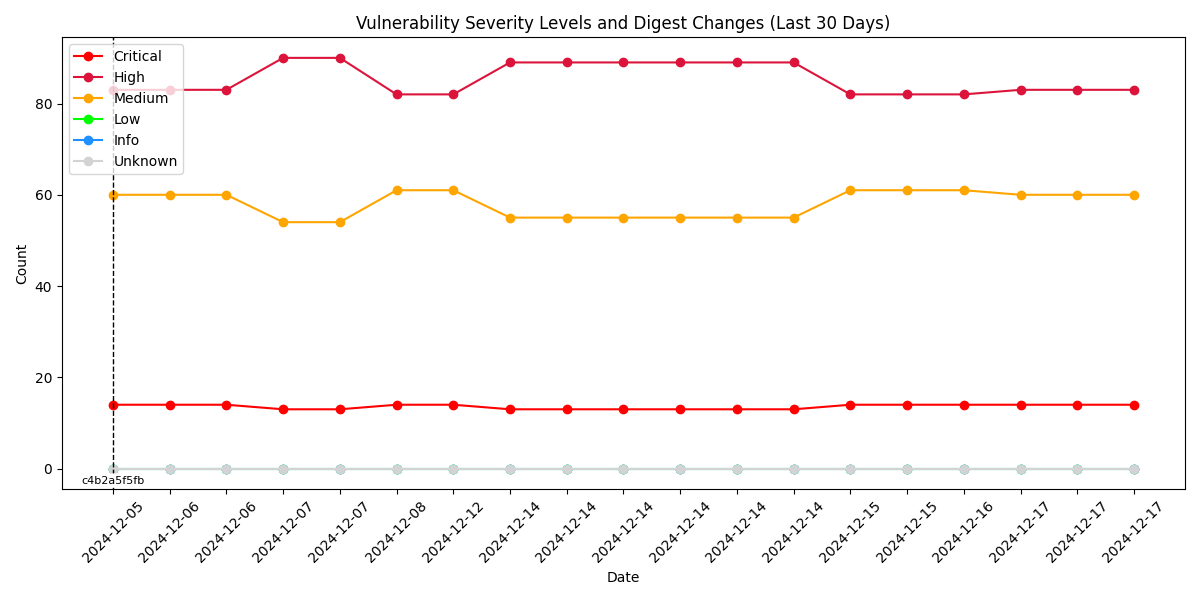 Vulnerability Severity Levels and Digest Changes (Last 30 Days)
Critical
High
Medium
Low
Info
Unknown
Count
80
60
40
20
0
c4b2a5f5fb
2024-12-05
2024-12-06
2024-12-06
2024-12-07
2024-12-07
2024-12-08
2024-12-12
2024-12-14
2024-12-14
2024-12-14
2024-12-14
2024-12-14
2024-12-14
2024-12-15
2024-12-15
2024-12-16
2024-12-17
2024-12-17
2024-12-17
Date